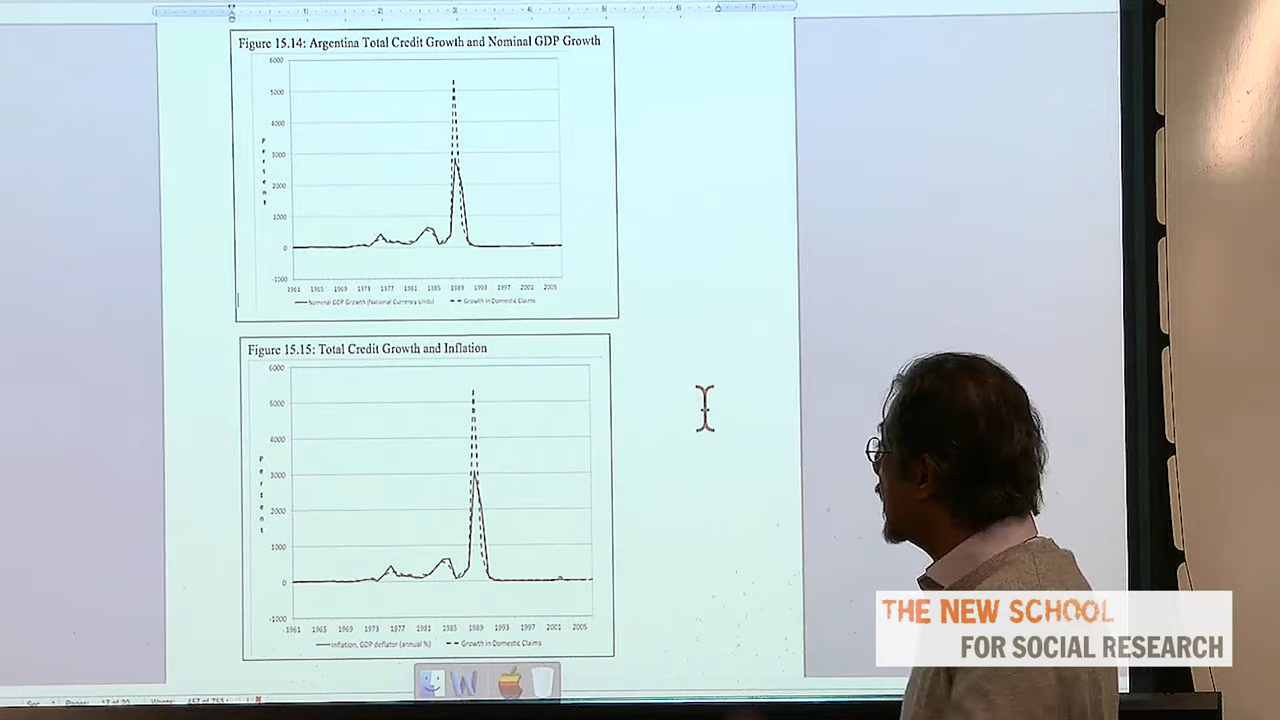 Figure 15.14: Argentina Total Credit Growth and Nominal GDP Growth
6000
5000
4000
3000
2000
1000
0
-1000
Percent
1961 1965 1969 1973 1977 1981 1985 1989 1993 1997 2001 2005
Nominal GDP Growth (National Currency Units) Growth in Domestic Claims
Figure 15.15: Total Credit Growth and Inflation
6000
5000
4000
3000
2000
1000
0
-1000
Percent
1961 1965 1969 1973 1977 1981 1985 1989 1993 1997 2001 2005
Inflation, GDP deflator (annual %) Growth in Domestic Claims
THE NEW SCHOOL
FOR SOCIAL RESEARCH